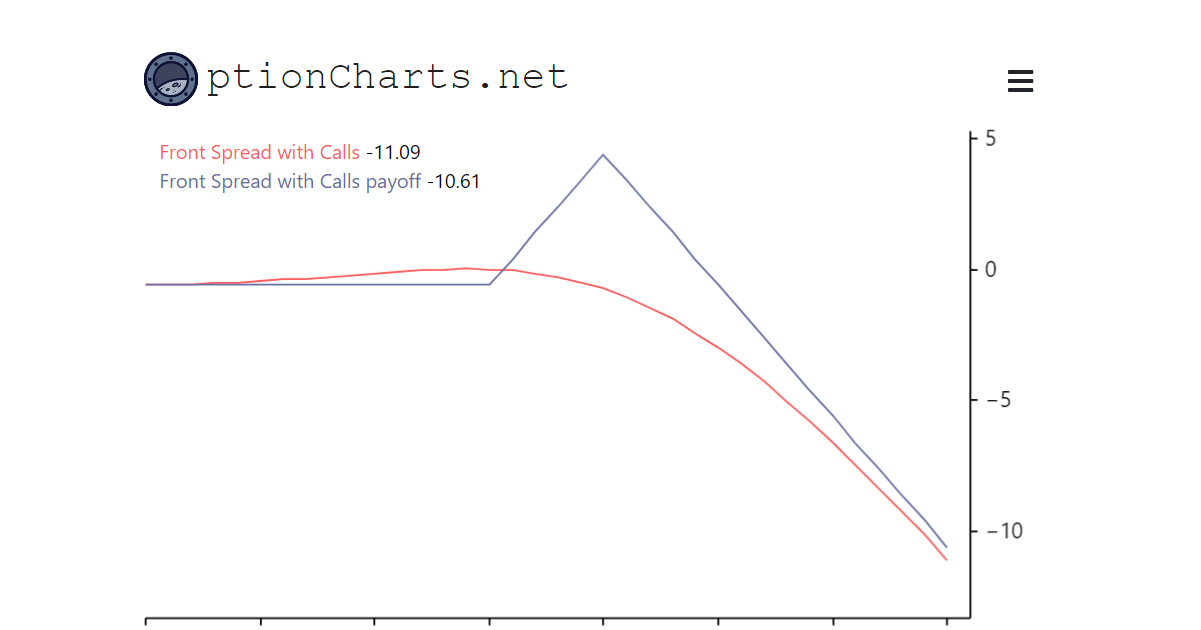 ptionCharts.net
Front Spread with Calls -11.09
Front Spread with Calls payoff -10.61
5
0
−5
−10